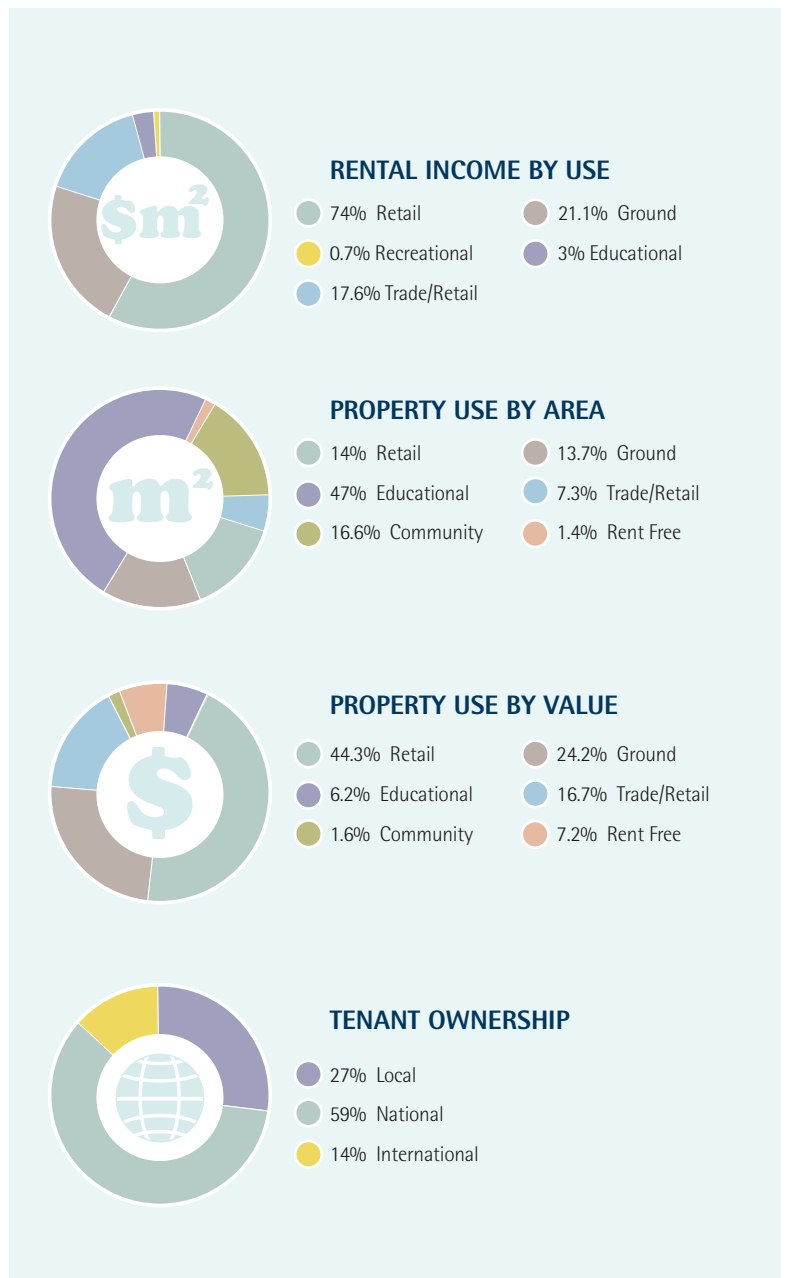 $m²
RENTAL INCOME BY USE
74% Retail
21.1% Ground
0.7% Recreational
3% Educational
17.6% Trade/Retail
m²
PROPERTY USE BY AREA
14% Retail
13.7% Ground
47% Educational
7.3% Trade/Retail
16.6% Community
1.4% Rent Free
$
PROPERTY USE BY VALUE
44.3% Retail
24.2% Ground
6.2% Educational
16.7% Trade/Retail
1.6% Community
7.2% Rent Free
TENANT OWNERSHIP
27% Local
59% National
14% International